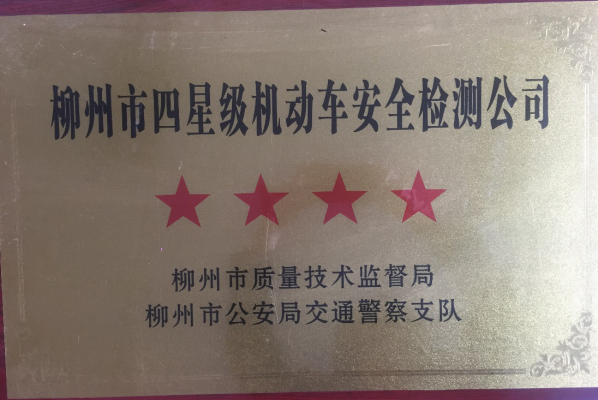 柳州市四星级机动车安全检测公司
柳州市质量技术监督局
柳州市公安局交通警察支队